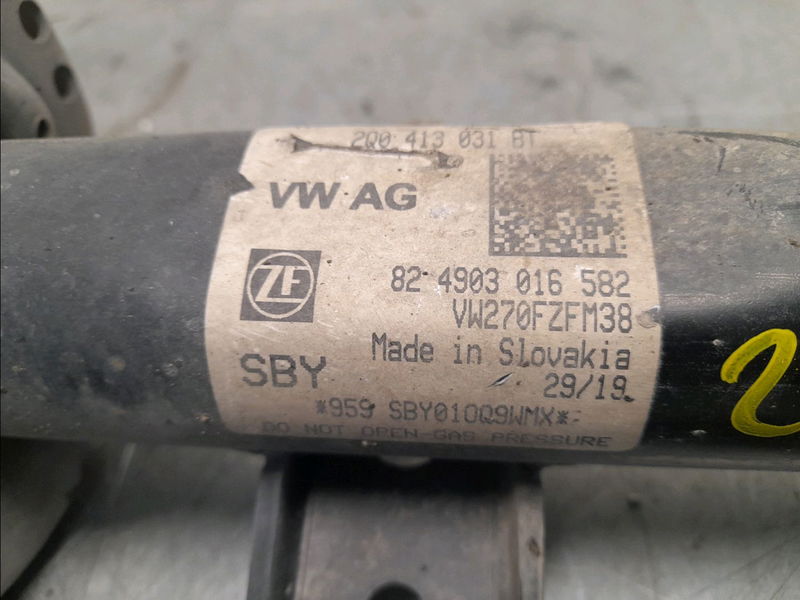 2Q0 413 031 BT
VW AG
ZF
82 4903 016 582
VW270FZFM38
Made in Slovakia
SBY
29/19
*959 SBY010Q9WMX*
DO NOT OPEN-GAS PRESSURE
2